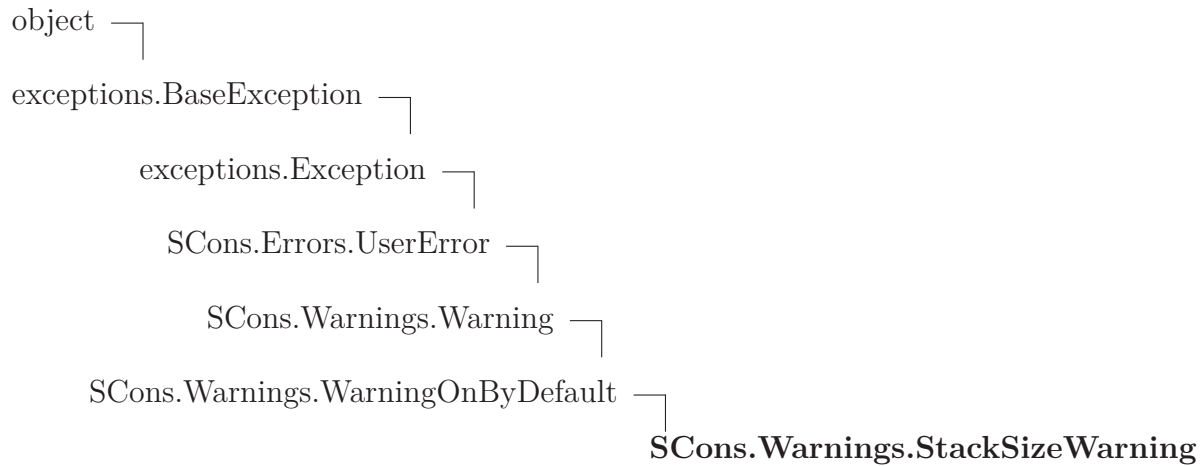 object
exceptions.BaseException
exceptions.Exception
SCons.Errors.UserError
SCons.Warnings.Warning
SCons.Warnings.WarningOnByDefault
SCons.Warnings.StackSizeWarning